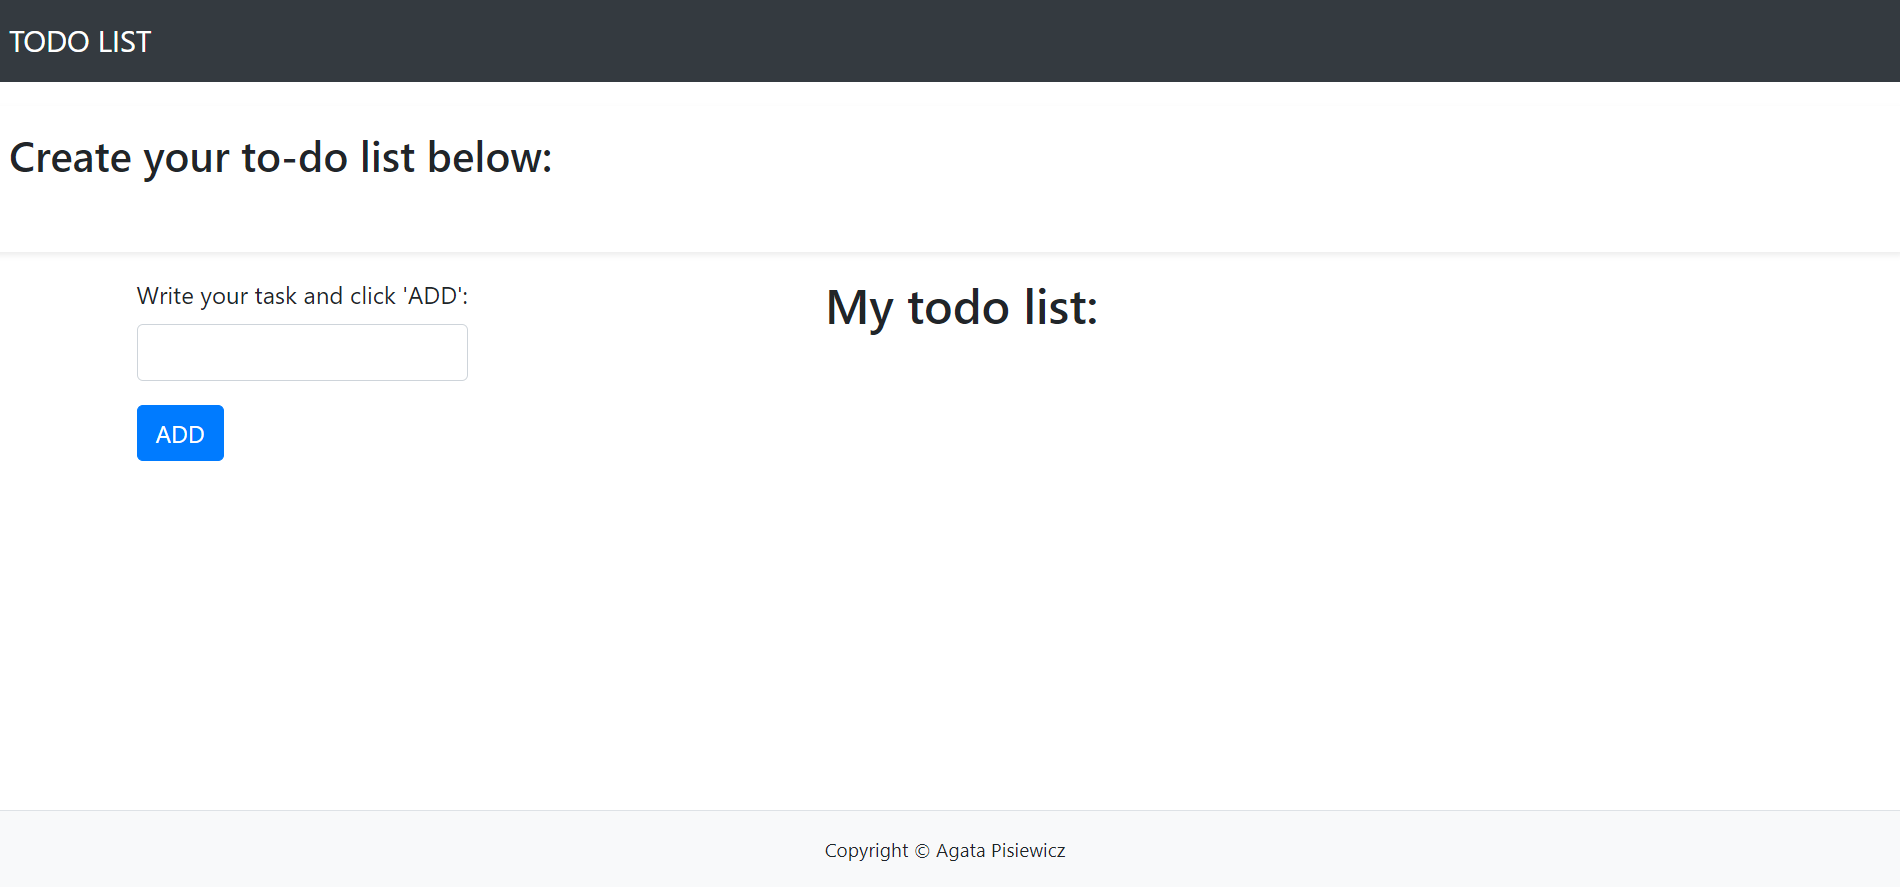 TODO LIST
Create your to-do list below:
Write your task and click 'ADD':
ADD
My todo list:
Copyright © Agata Pisiewicz